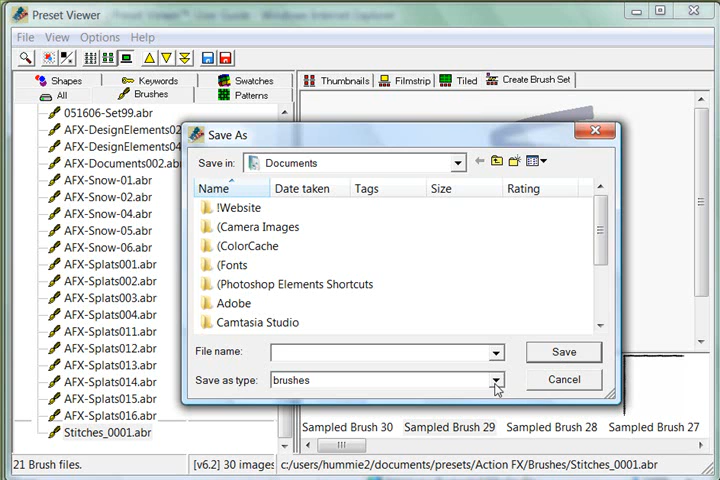 Preset Viewer
Preset Viewer™ User Guide - Windows Internet Explorer
File View Options Help
Shapes Keywords Swatches
All Brushes Patterns
Thumbnails Filmstrip Tiled Create Brush Set
051606-Set99.abr
AFX-DesignElements02
AFX-DesignElements04
AFX-Documents002.abr
AFX-Snow-01.abr
AFX-Snow-02.abr
AFX-Snow-04.abr
AFX-Snow-05.abr
AFX-Snow-06.abr
AFX-Splats001.abr
AFX-Splats002.abr
AFX-Splats003.abr
AFX-Splats004.abr
AFX-Splats011.abr
AFX-Splats012.abr
AFX-Splats013.abr
AFX-Splats014.abr
AFX-Splats015.abr
AFX-Splats016.abr
Stitches_0001.abr
Save As
Save in: Documents
Name Date taken Tags Size Rating
!Website
(Camera Images
(ColorCache
(Fonts
(Photoshop Elements Shortcuts
Adobe
Camtasia Studio
File name: Save
Save as type: brushes Cancel
Sampled Brush 30 Sampled Brush 29 Sampled Brush 28 Sampled Brush 27
21 Brush files. [v6.2] 30 images c:/users/hummie2/documents/presets/Action FX/Brushes/Stitches_0001.abr